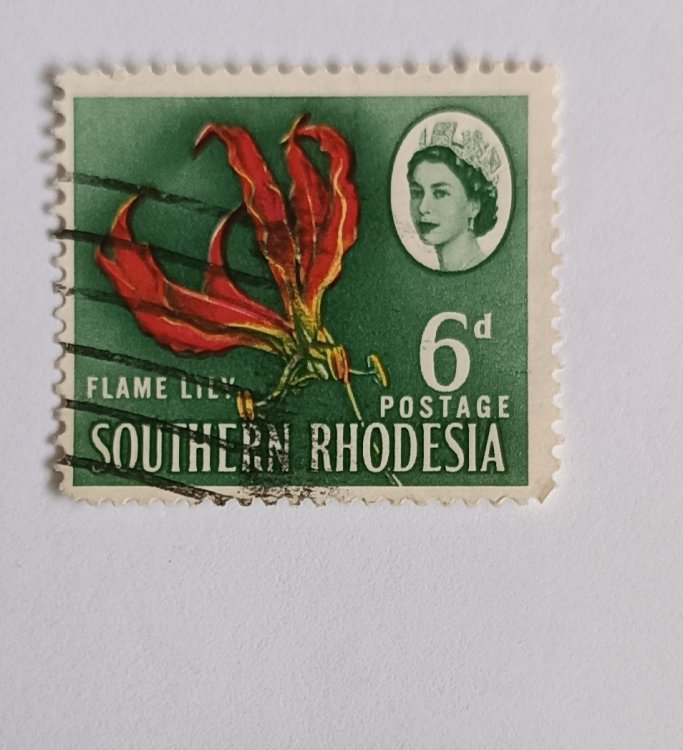 6d
FLAME LILY
POSTAGE
SOUTHERN RHODESIA